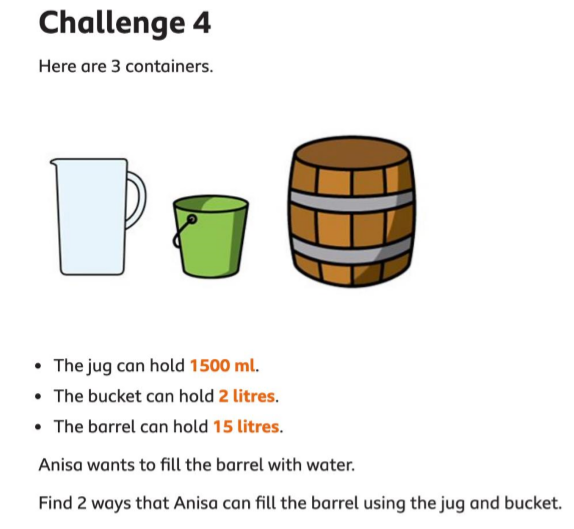 Challenge 4
Here are 3 containers.
• The jug can hold 1500 ml.
• The bucket can hold 2 litres.
• The barrel can hold 15 litres.
Anisa wants to fill the barrel with water.
Find 2 ways that Anisa can fill the barrel using the jug and bucket.